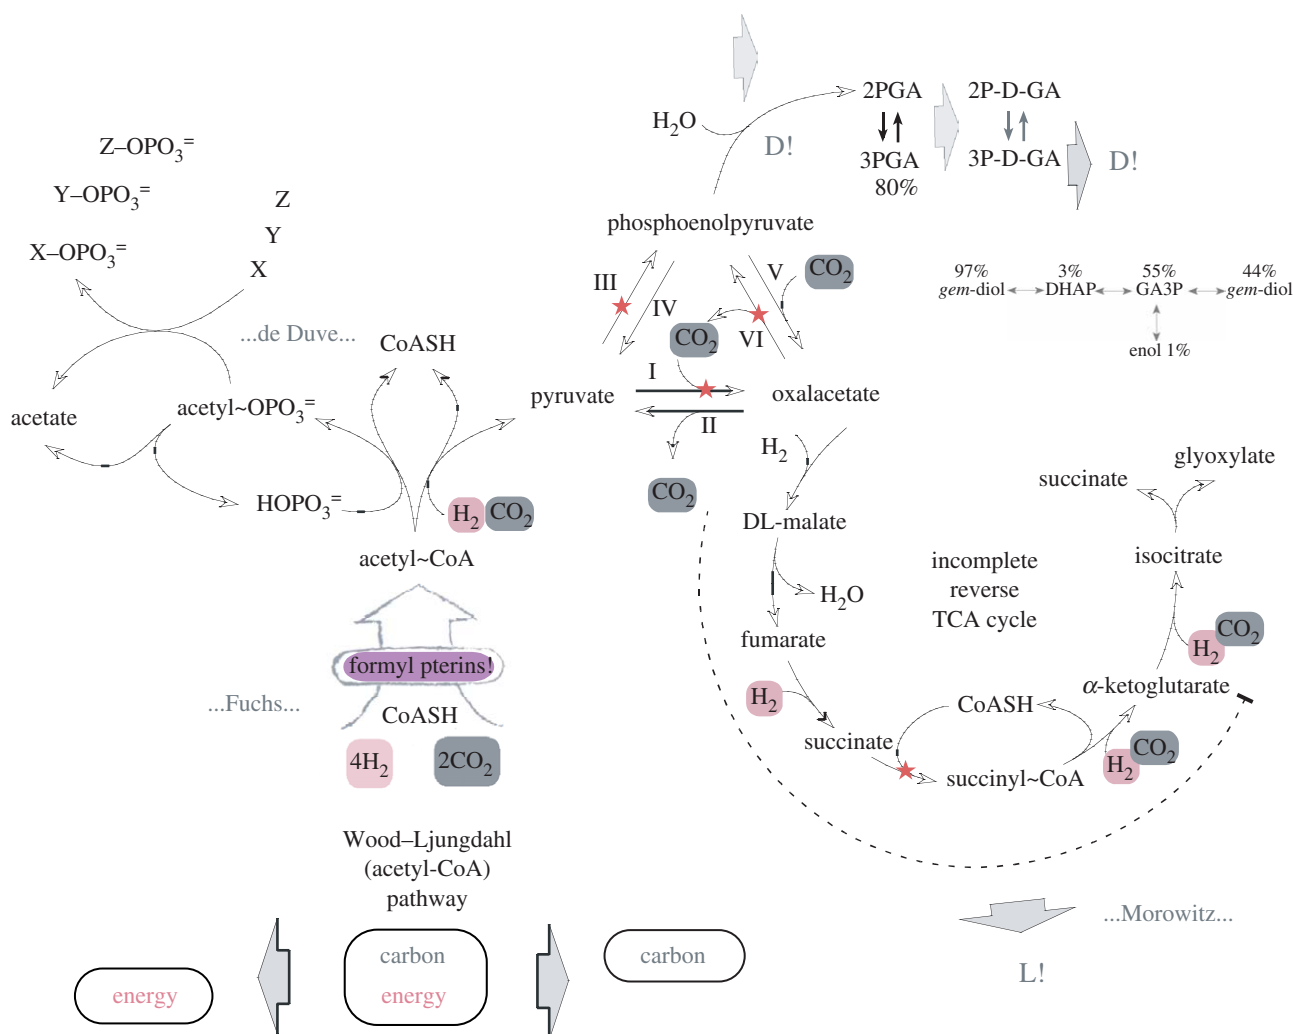 H₂O
2PGA
2P-D-GA
D!
3PGA
80%
3P-D-GA
D!
Z–OPO₃⁼
Y–OPO₃⁼
X–OPO₃⁼
Z
Y
X
phosphoenolpyruvate
III
IV
V
CO₂
CO₂
VI
97%
gem-diol
3%
DHAP
55%
GA3P
44%
gem-diol
enol 1%
...de Duve...
CoASH
acetate
acetyl~OPO₃⁼
pyruvate
I
II
oxalacetate
HOPO₃⁼
H₂
CO₂
CO₂
H₂
acetyl~CoA
DL-malate
H₂O
fumarate
H₂
succinate
glyoxylate
succinate
isocitrate
incomplete
reverse
TCA cycle
H₂
CO₂
α-ketoglutarate
CoASH
succinyl~CoA
H₂
CO₂
formyl pterins!
...Fuchs...
CoASH
4H₂
2CO₂
Wood–Ljungdahl
(acetyl-CoA)
pathway
energy
carbon
energy
carbon
...Morowitz...
L!